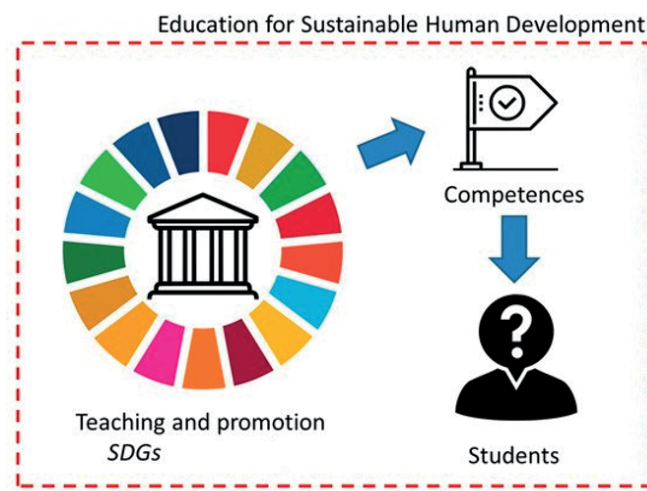 Education for Sustainable Human Development
Competences
Teaching and promotion
SDGs
Students
?